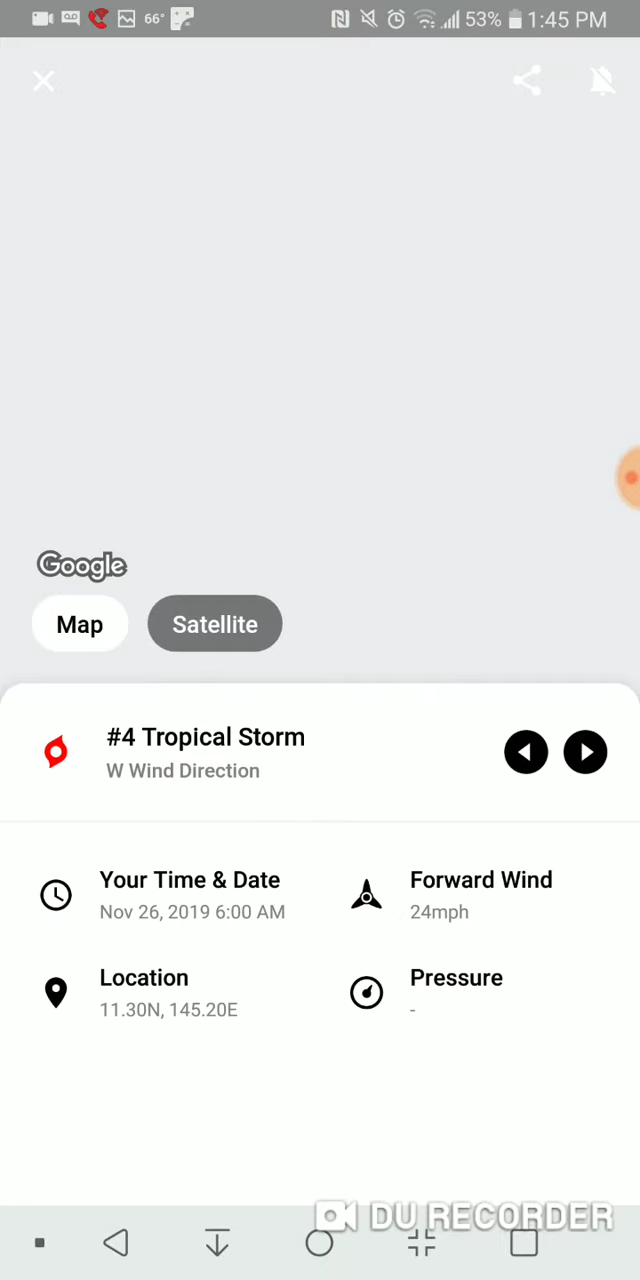 66° 53% 1:45 PM
Google
Map Satellite
#4 Tropical Storm
W Wind Direction
Your Time & Date Forward Wind
Nov 26, 2019 6:00 AM 24mph
Location Pressure
11.30N, 145.20E -
DU RECORDER